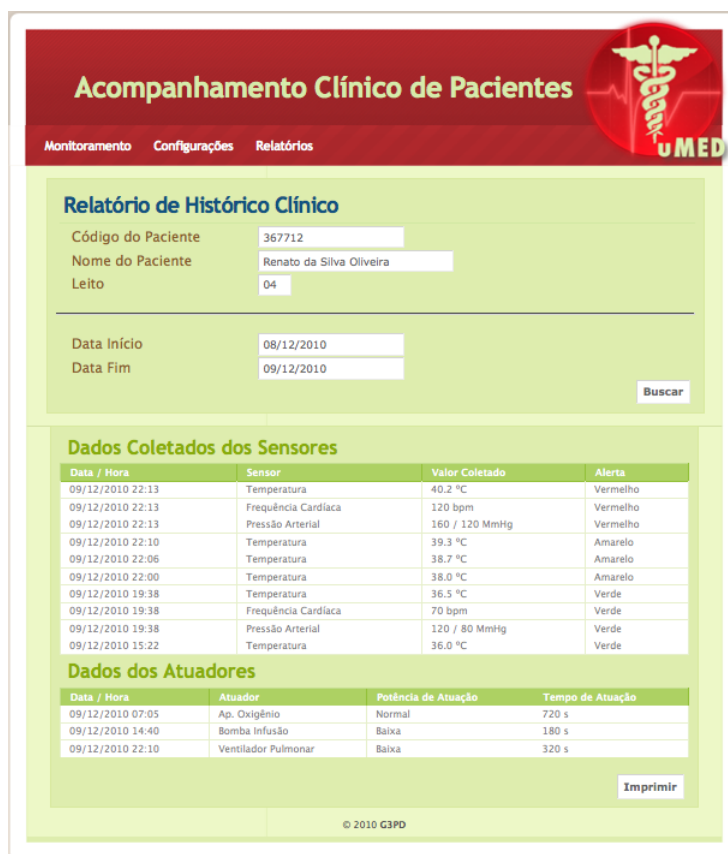 Acompanhamento Clínico de Pacientes
uMED
Monitoramento Configurações Relatórios
Relatório de Histórico Clínico
Código do Paciente 367712
Nome do Paciente Renato da Silva Oliveira
Leito 04
Data Início 08/12/2010
Data Fim 09/12/2010
Buscar
Dados Coletados dos Sensores
Data / Hora Sensor Valor Coletado Alerta
09/12/2010 22:13 Temperatura 40.2 ºC Vermelho
09/12/2010 22:13 Frequência Cardíaca 120 bpm Vermelho
09/12/2010 22:13 Pressão Arterial 160 / 120 MmHg Vermelho
09/12/2010 22:10 Temperatura 39.3 ºC Amarelo
09/12/2010 22:06 Temperatura 38.7 ºC Amarelo
09/12/2010 22:00 Temperatura 38.0 ºC Amarelo
09/12/2010 19:38 Temperatura 36.5 ºC Verde
09/12/2010 19:38 Frequência Cardíaca 70 bpm Verde
09/12/2010 19:38 Pressão Arterial 120 / 80 MmHg Verde
09/12/2010 15:22 Temperatura 36.0 ºC Verde
Dados dos Atuadores
Data / Hora Atuador Potência de Atuação Tempo de Atuação
09/12/2010 07:05 Ap. Oxigênio Normal 720 s
09/12/2010 14:40 Bomba Infusão Baixa 180 s
09/12/2010 22:10 Ventilador Pulmonar Baixa 320 s
Imprimir
© 2010 G3PD